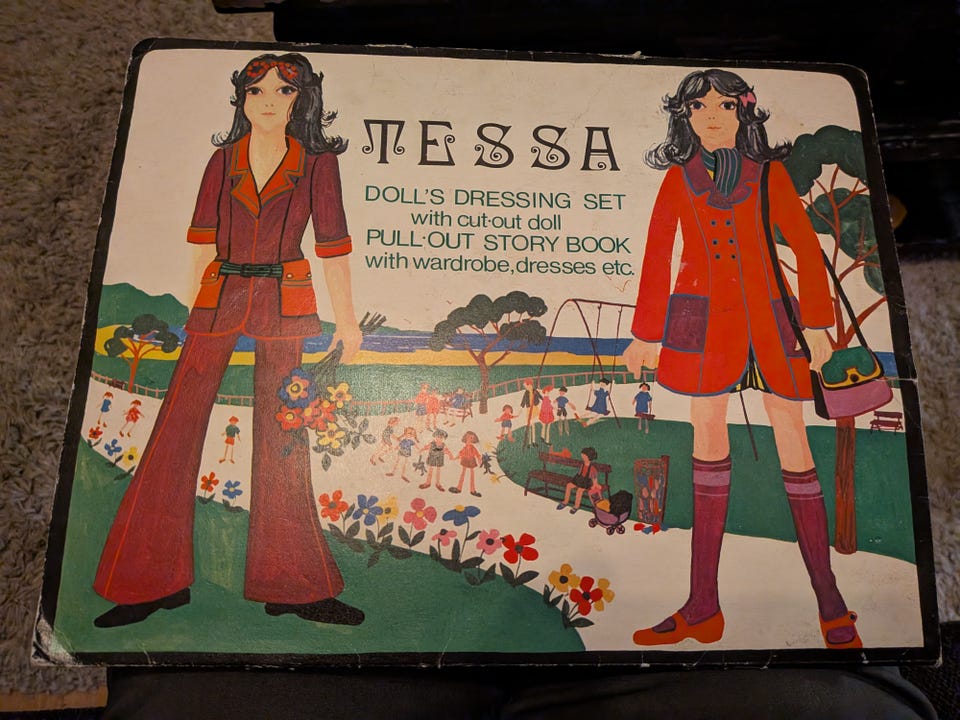 TESSA
DOLL'S DRESSING SET
with cut-out doll
PULL-OUT STORY BOOK
with wardrobe, dresses etc.